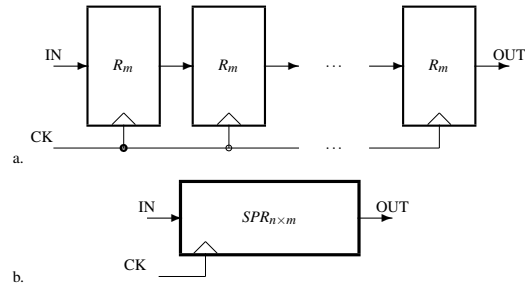 IN R_m R_m ... R_m OUT
CK ...
a.
IN SPR_{n×m} OUT
CK
b.